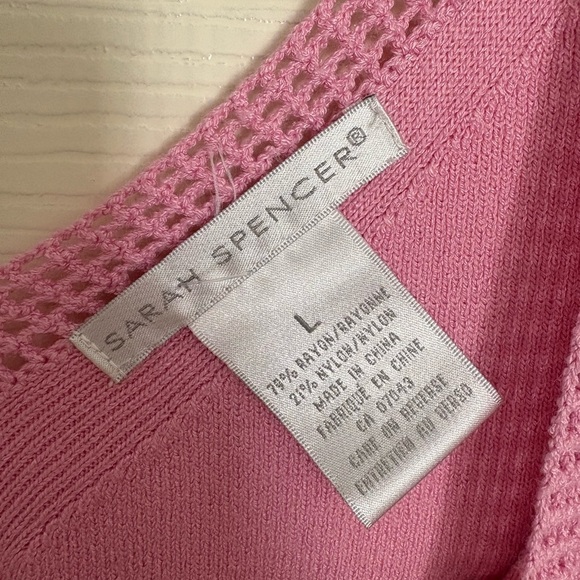 SARAH SPENCER®
L
79% RAYON/RAYONNE
21% NYLON/NYLON
MADE IN CHINA
FABRIQUÉ EN CHINE
CA 07043
CARE ON REVERSE
ENTRETIEN AU VERSO